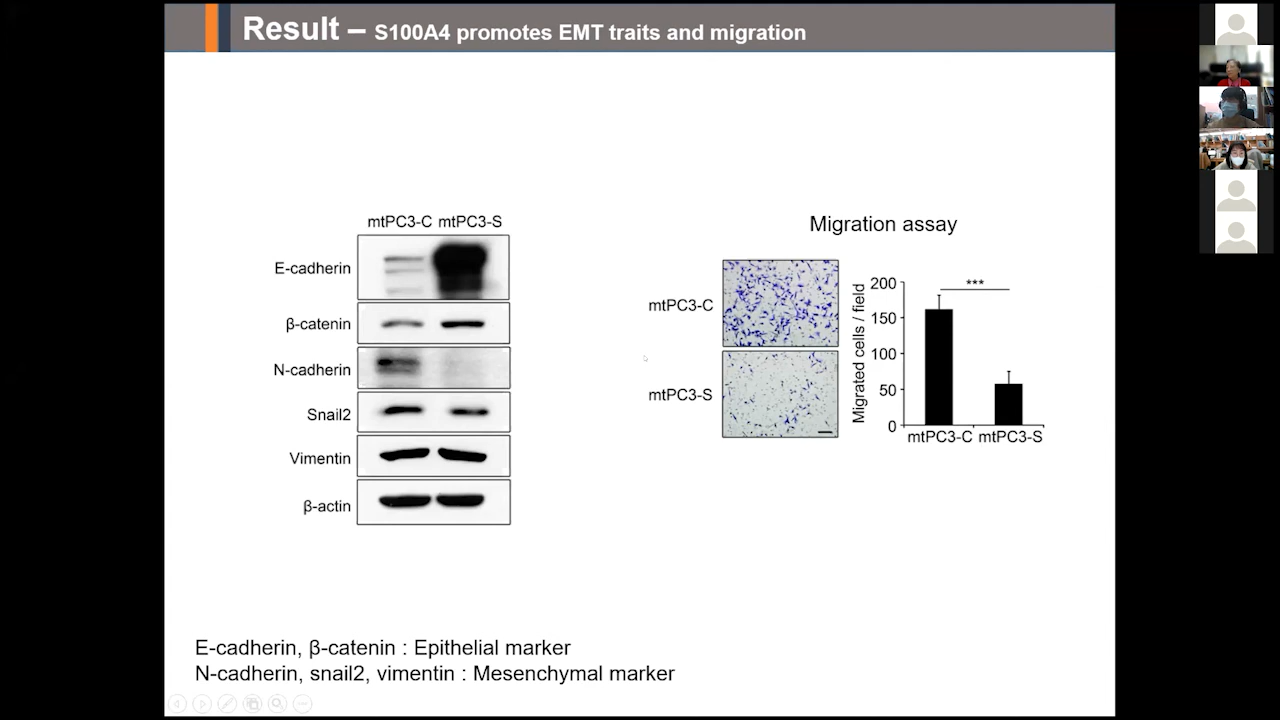 Result – S100A4 promotes EMT traits and migration
mtPC3-C mtPC3-S
E-cadherin
β-catenin
N-cadherin
Snail2
Vimentin
β-actin
Migration assay
mtPC3-C
mtPC3-S
Migrated cells / field
200
150
100
50
0
***
mtPC3-C mtPC3-S
E-cadherin, β-catenin : Epithelial marker
N-cadherin, snail2, vimentin : Mesenchymal marker